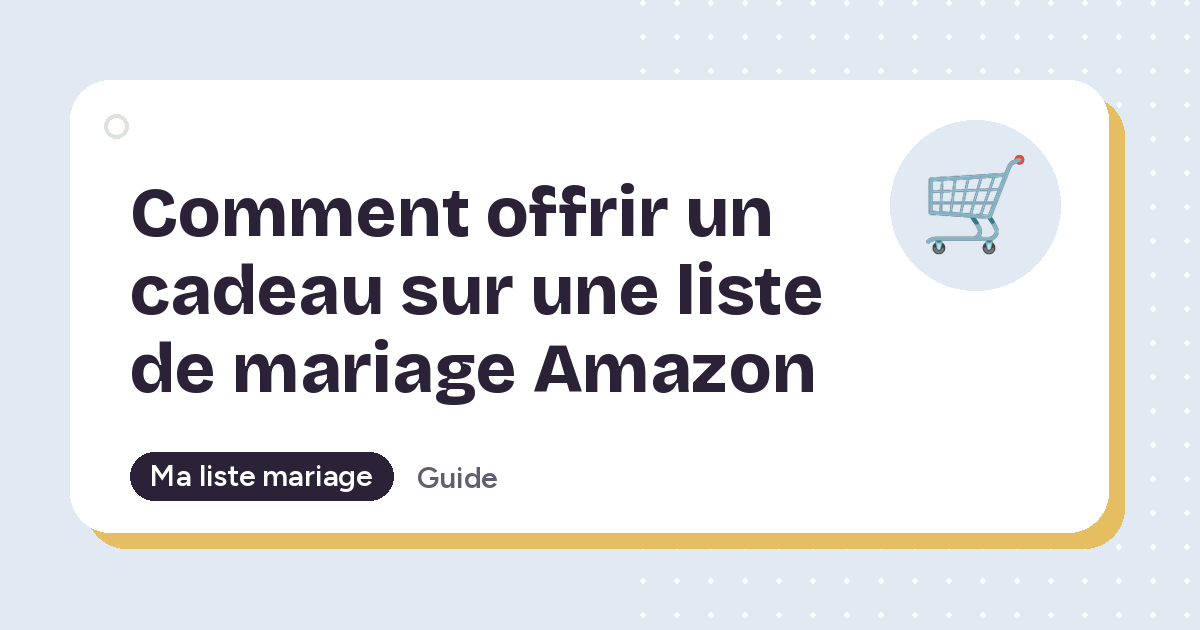 Comment offrir un
cadeau sur une liste
de mariage Amazon
Ma liste mariage
Guide